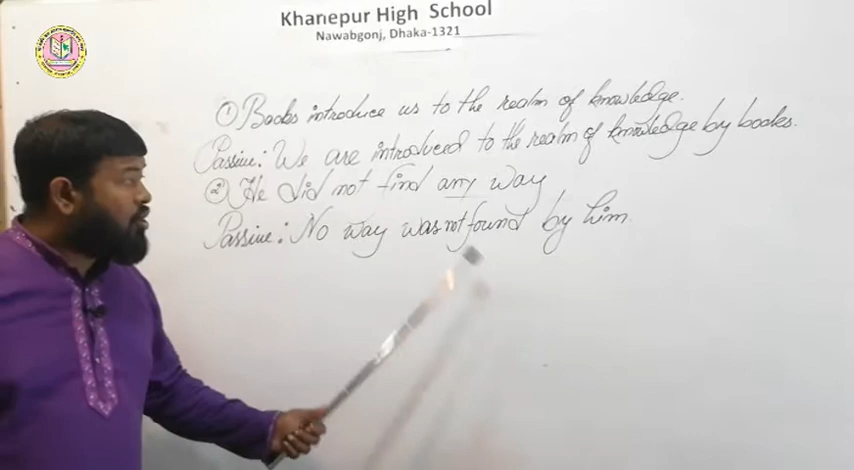 Khanepur High School
Nawabgonj, Dhaka-1321
① Books introduce us to the realm of knowledge.
Passive: We are introduced to the realm of knowledge by books.
② He did not find any way
Passive: No way was not found by him.